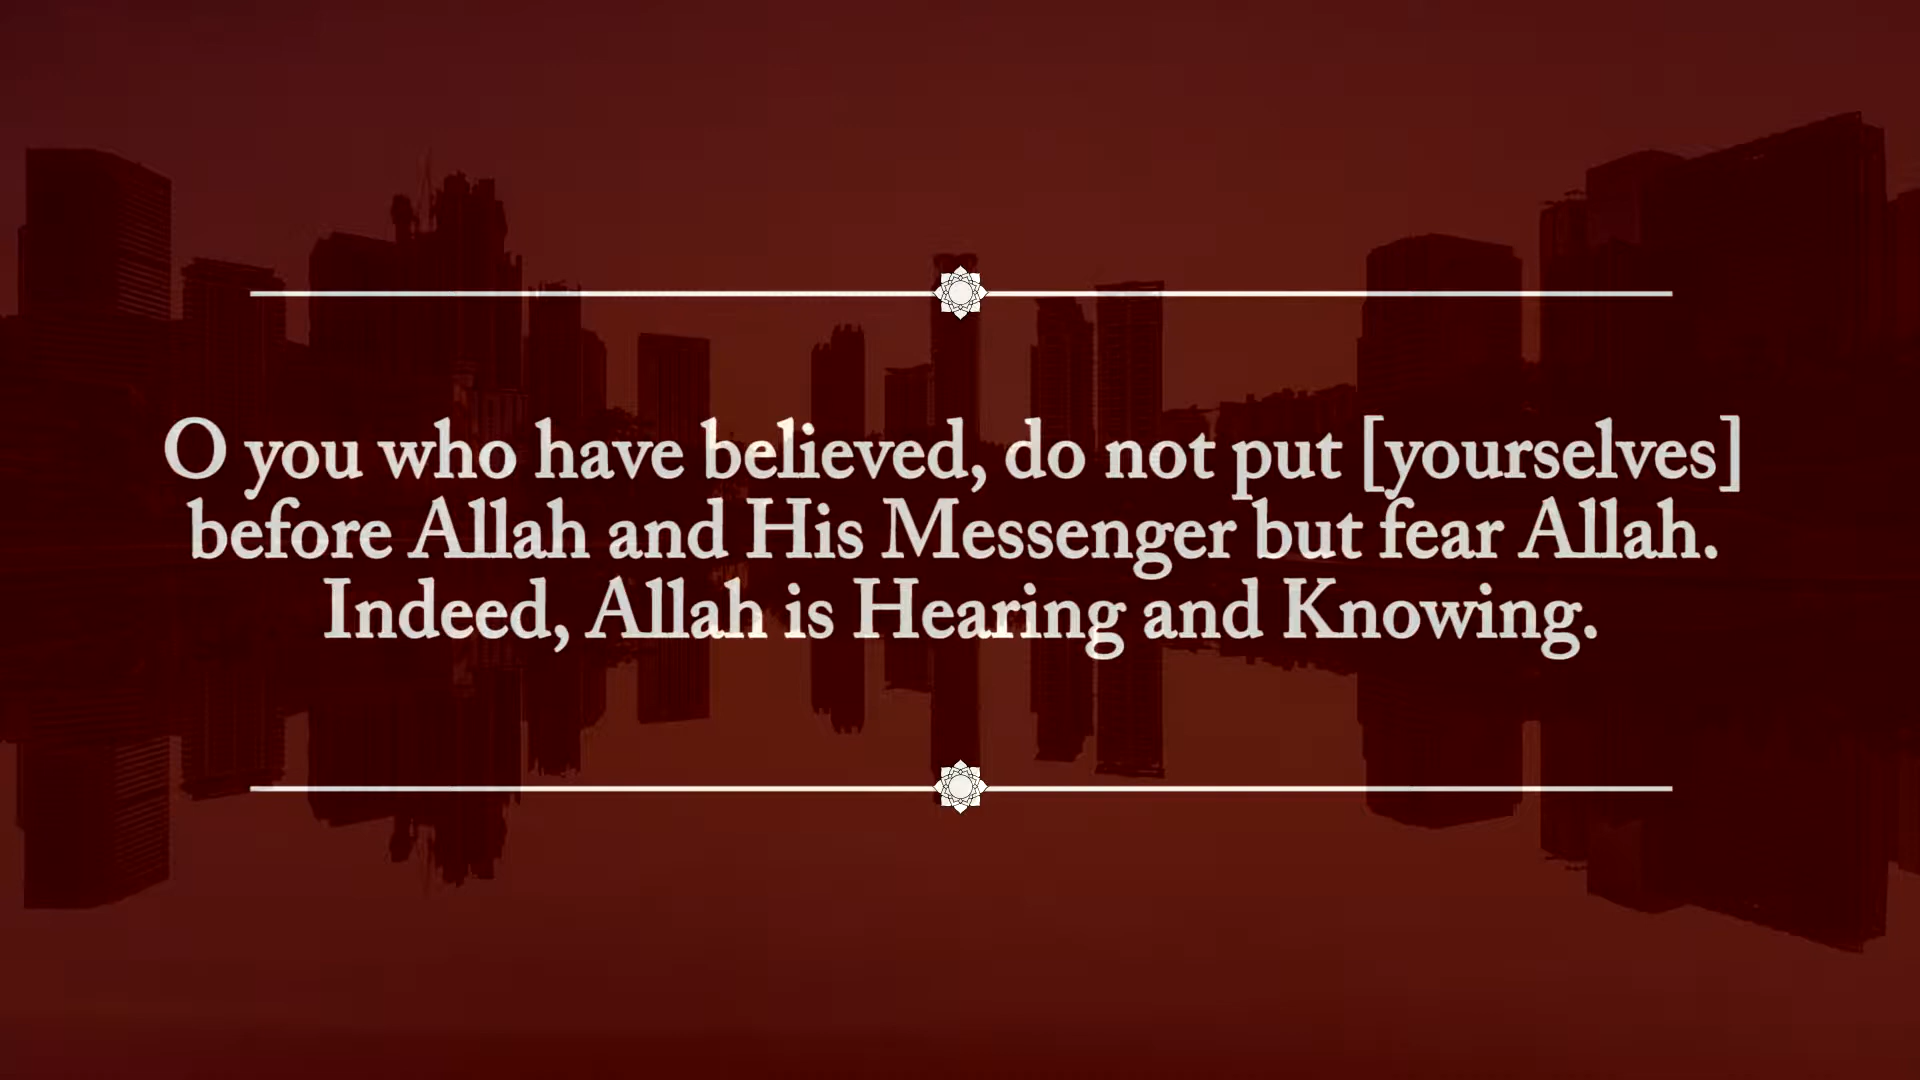 O you who have believed, do not put [yourselves]
before Allah and His Messenger but fear Allah.
Indeed, Allah is Hearing and Knowing.